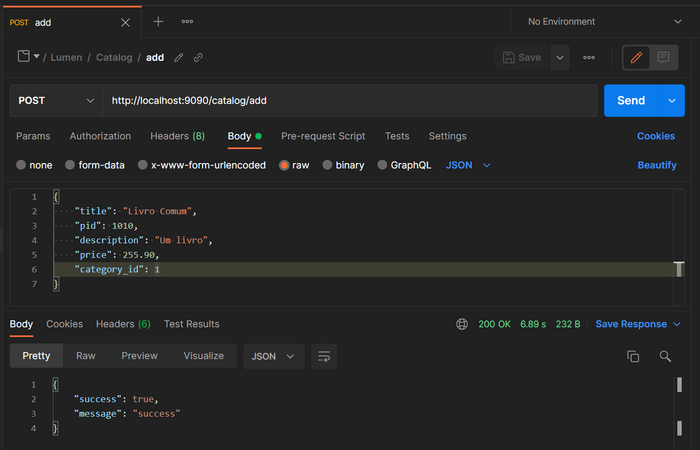 POST add
No Environment
/ Lumen / Catalog / add
Save
POST http://localhost:9090/catalog/add Send
Params Authorization Headers (8) Body Pre-request Script Tests Settings Cookies
none form-data x-www-form-urlencoded raw binary GraphQL JSON Beautify
1 {
2 "title": "Livro Comum",
3 "pid": 1010,
4 "description": "Um livro",
5 "price": 255.90,
6 "category_id": 1
7 }
Body Cookies Headers (6) Test Results 200 OK 6.89 s 232 B Save Response
Pretty Raw Preview Visualize JSON
1 {
2 "success": true,
3 "message": "success"
4 }